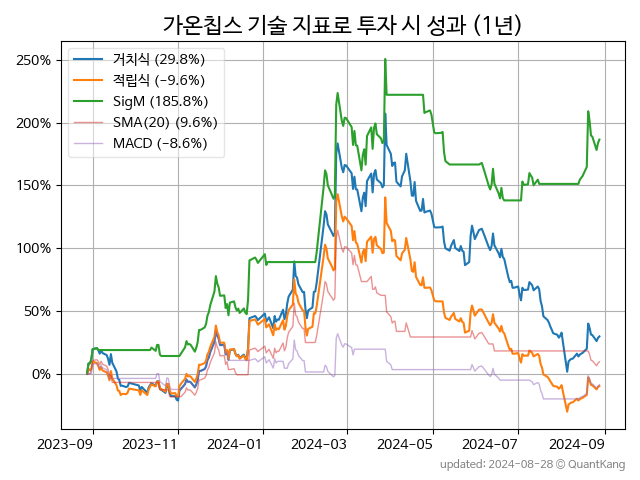 가온칩스 기술 지표로 투자 시 성과 (1년)
거치식 (29.8%)
적립식 (−9.6%)
SigM (185.8%)
SMA(20) (9.6%)
MACD (−8.6%)
250%
200%
150%
100%
50%
0%
2023-09 2023-11 2024-01 2024-03 2024-05 2024-07 2024-09
updated: 2024-08-28 © QuantKang